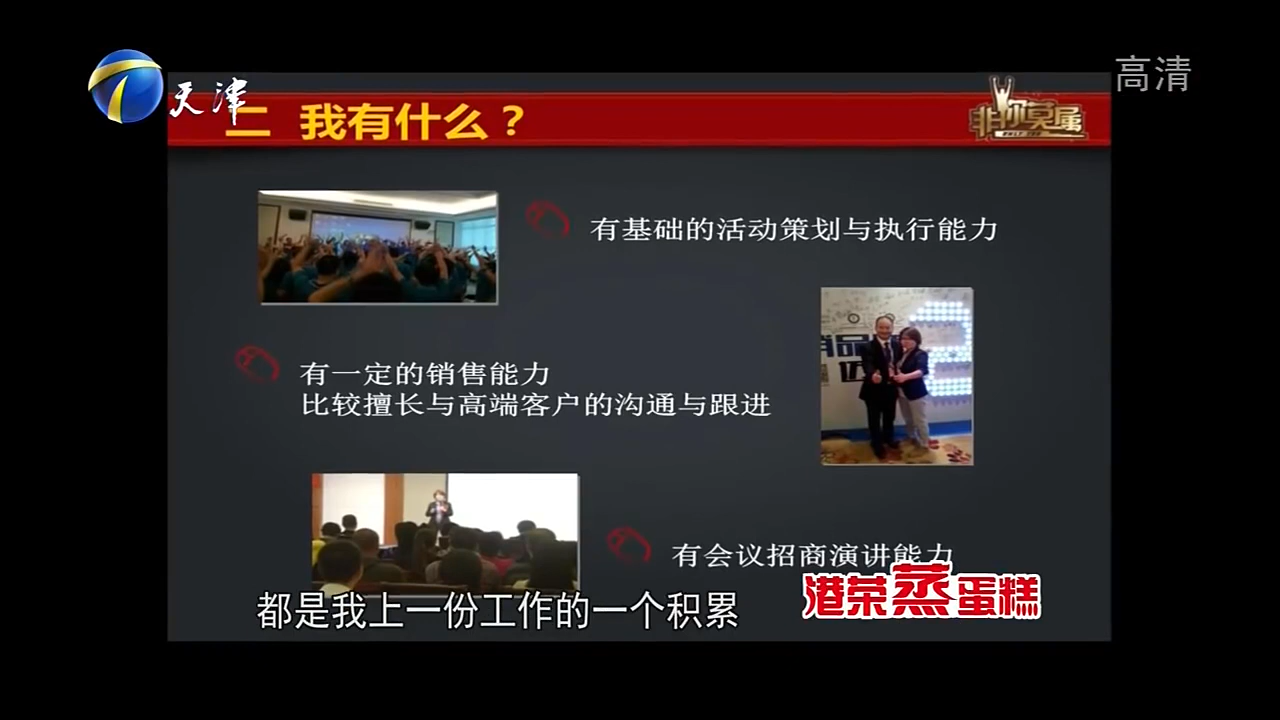 天津
高清
二 我有什么？
非你莫属
有基础的活动策划与执行能力
有一定的销售能力
比较擅长与高端客户的沟通与跟进
有会议招商演讲能力
港荣蒸蛋糕
都是我上一份工作的一个积累